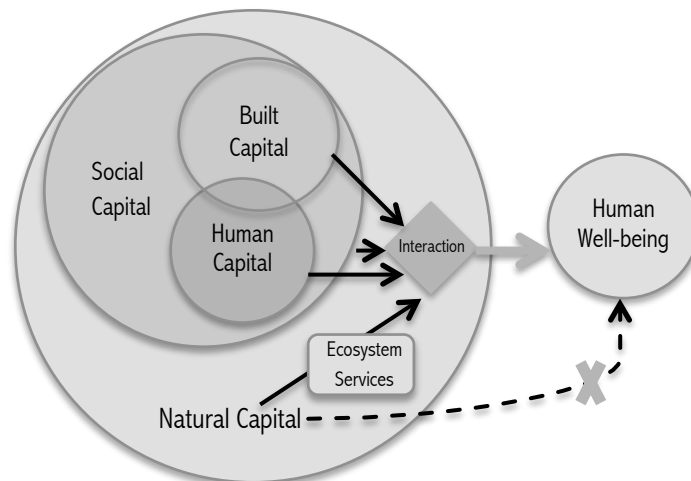 Built
Capital
Social
Capital
Human
Capital
Interaction
Human
Well-being
Ecosystem
Services
Natural Capital